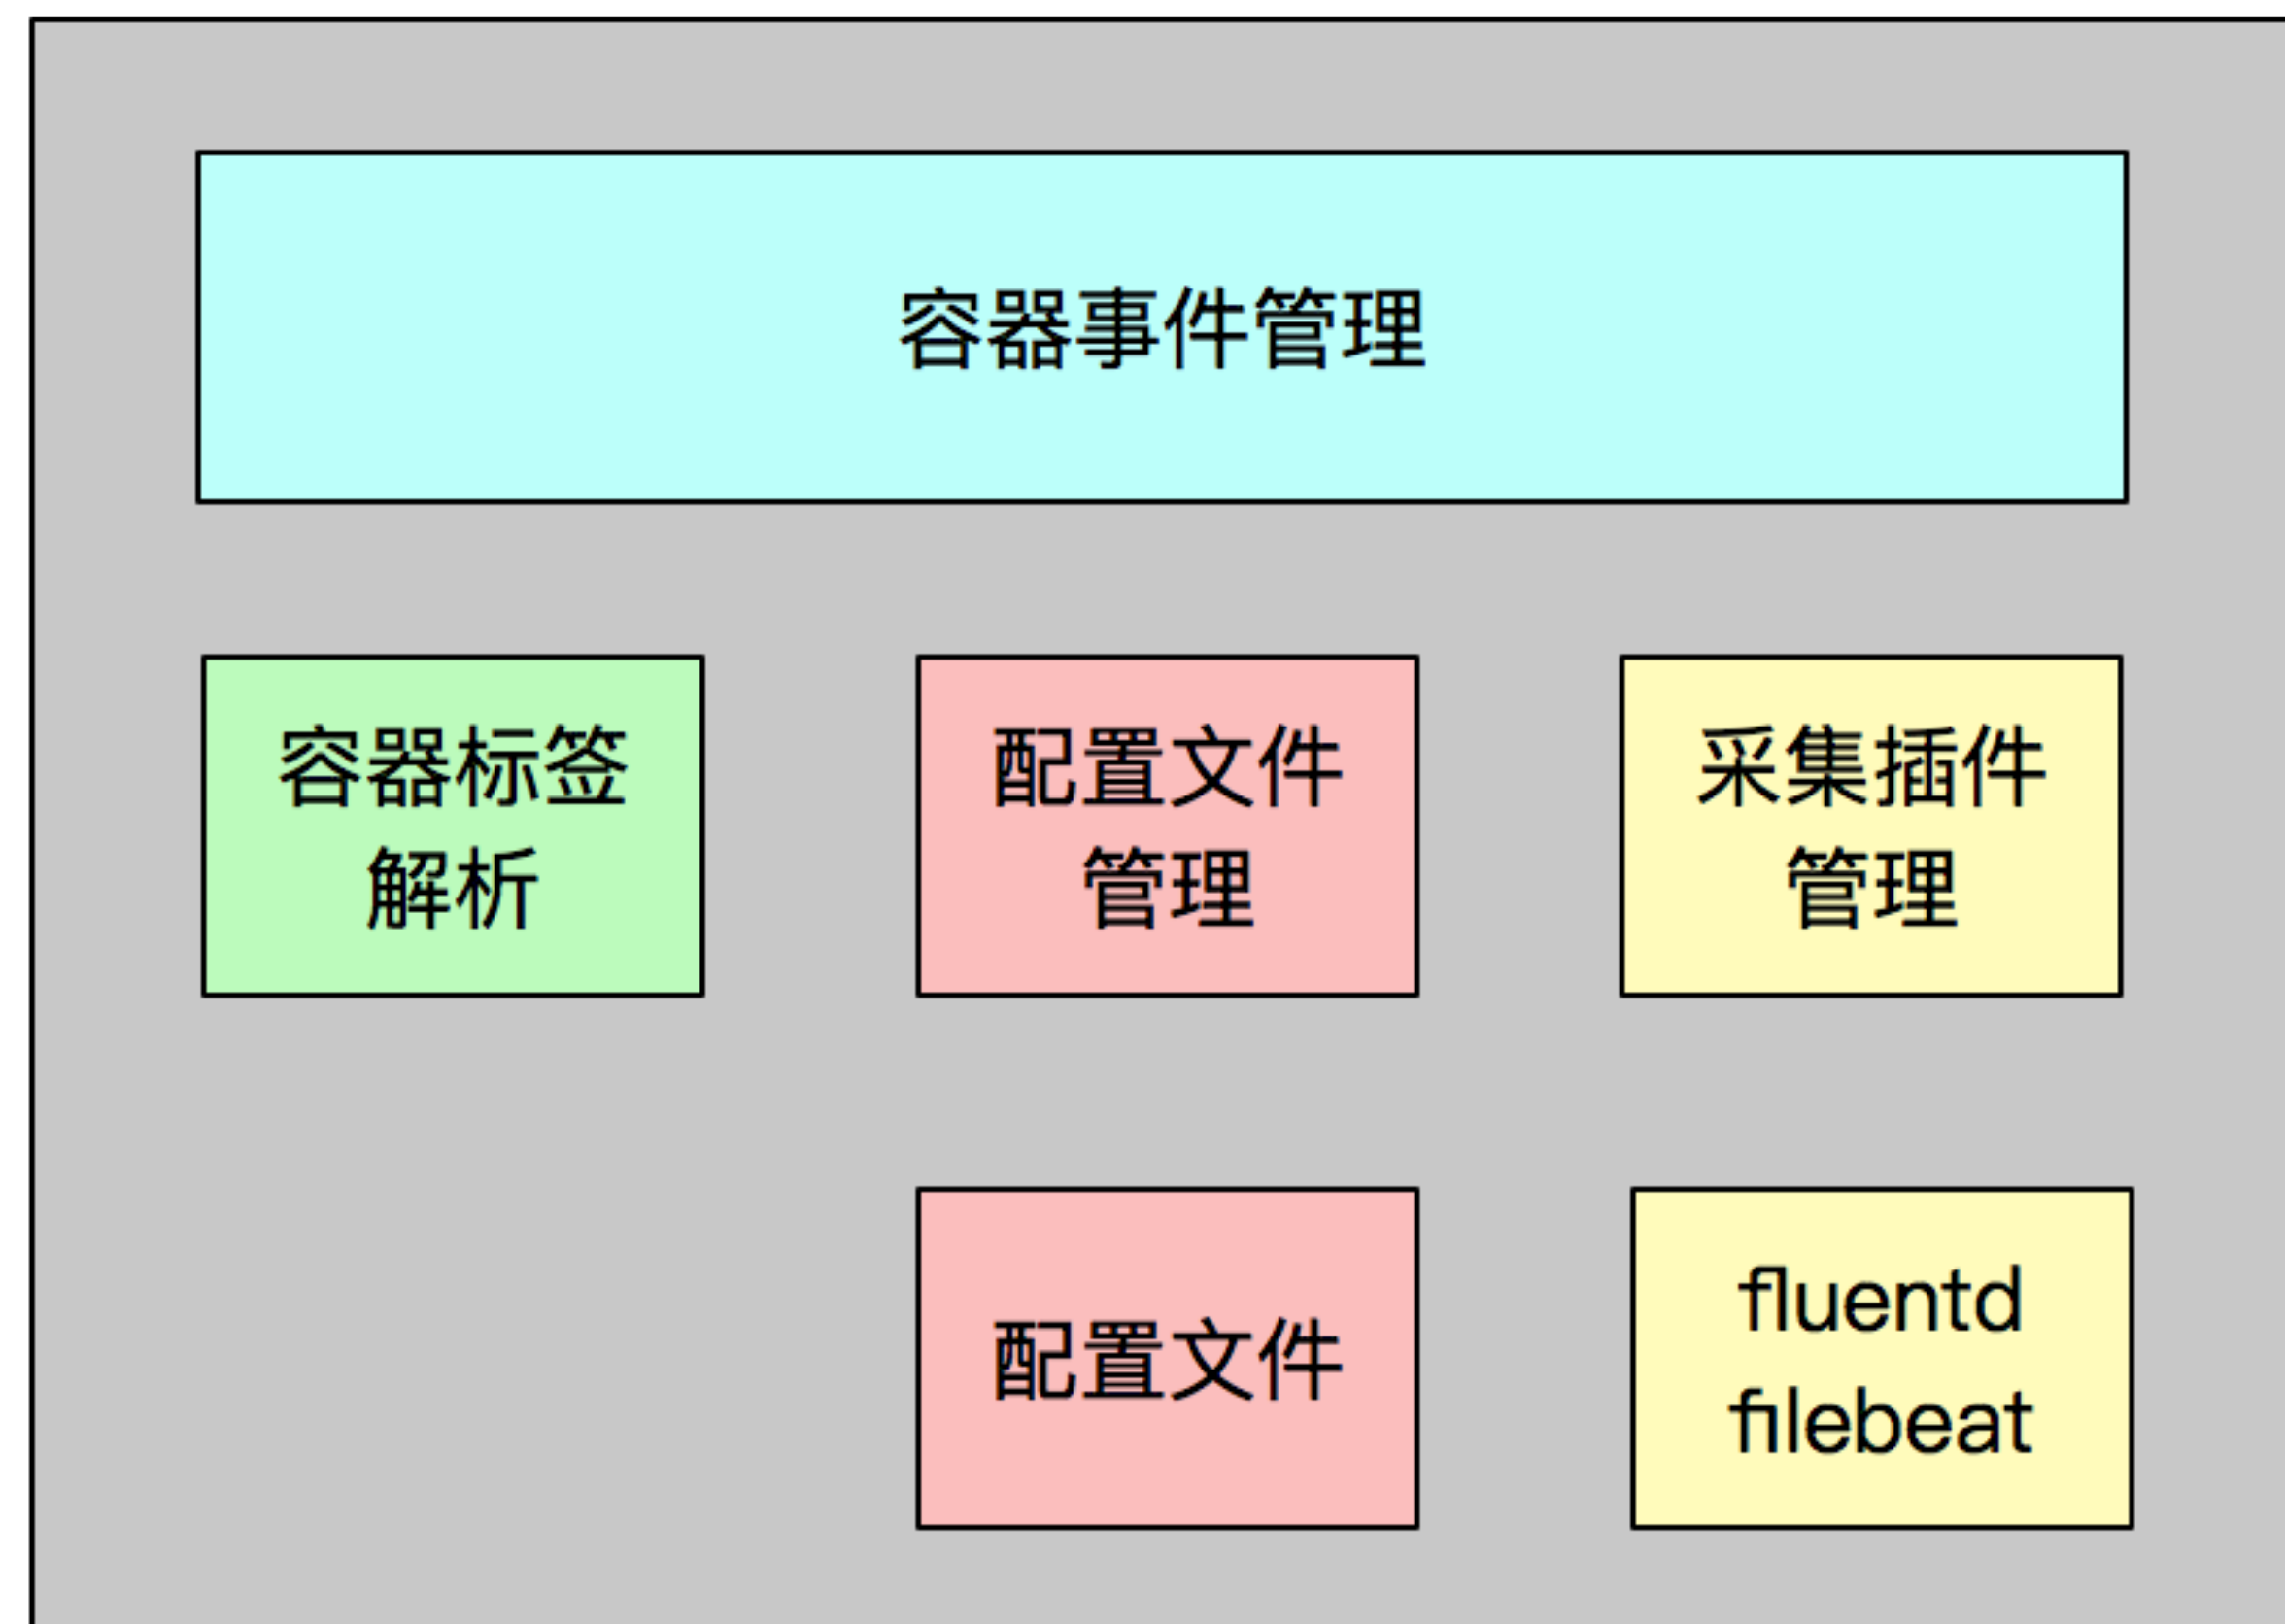 容器事件管理
容器标签
解析
配置文件
管理
采集插件
管理
配置文件
fluentd
filebeat